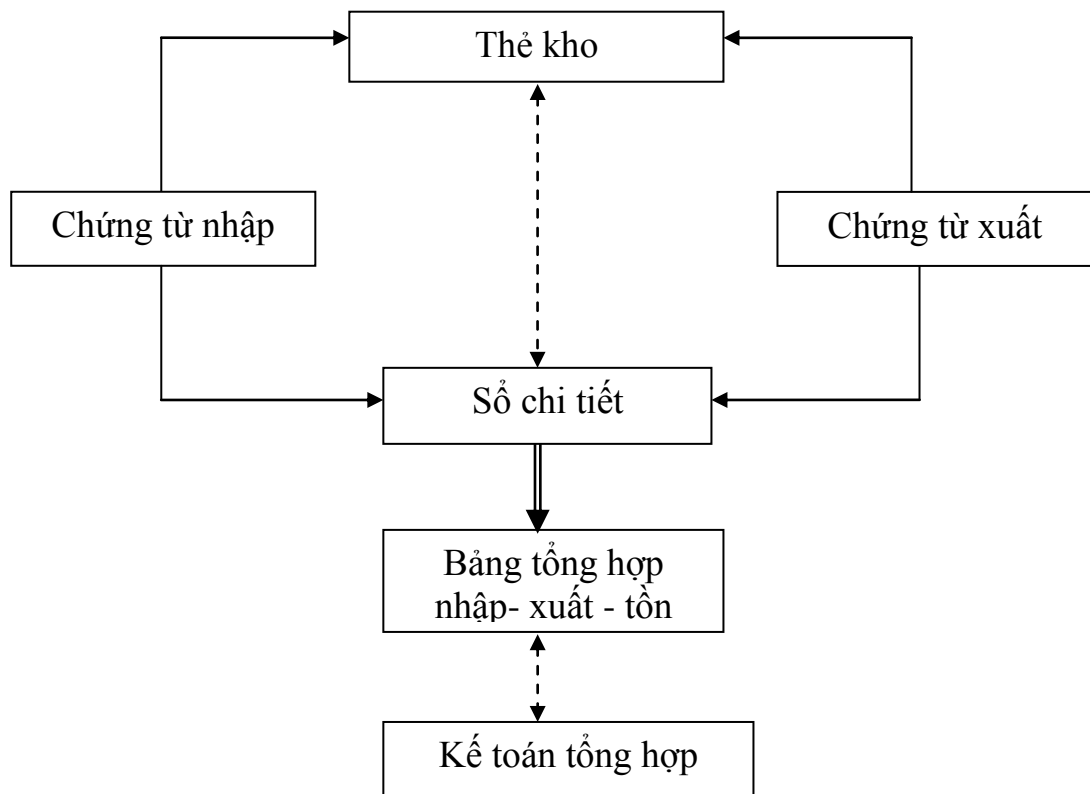 Thẻ kho
Chứng từ nhập
Chứng từ xuất
Sổ chi tiết
Bảng tổng hợp
nhập- xuất - tồn
Kế toán tổng hợp